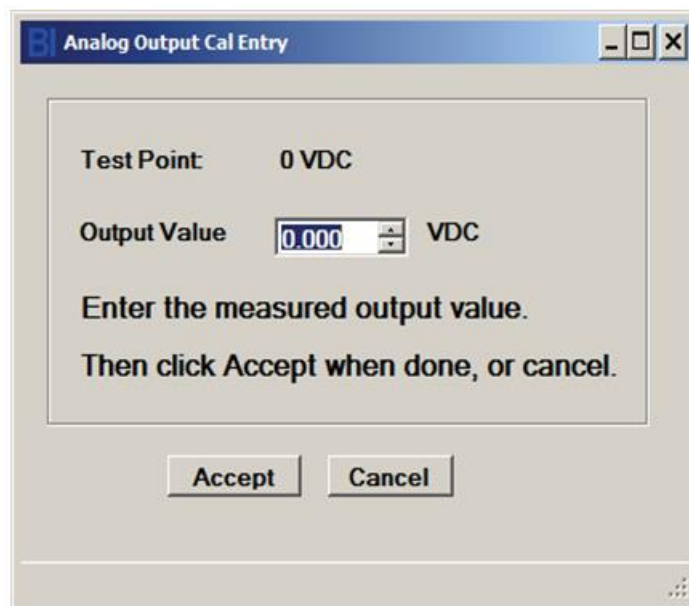 BI Analog Output Cal Entry
Test Point: 0 VDC
Output Value 0.000 VDC
Enter the measured output value.
Then click Accept when done, or cancel.
Accept Cancel